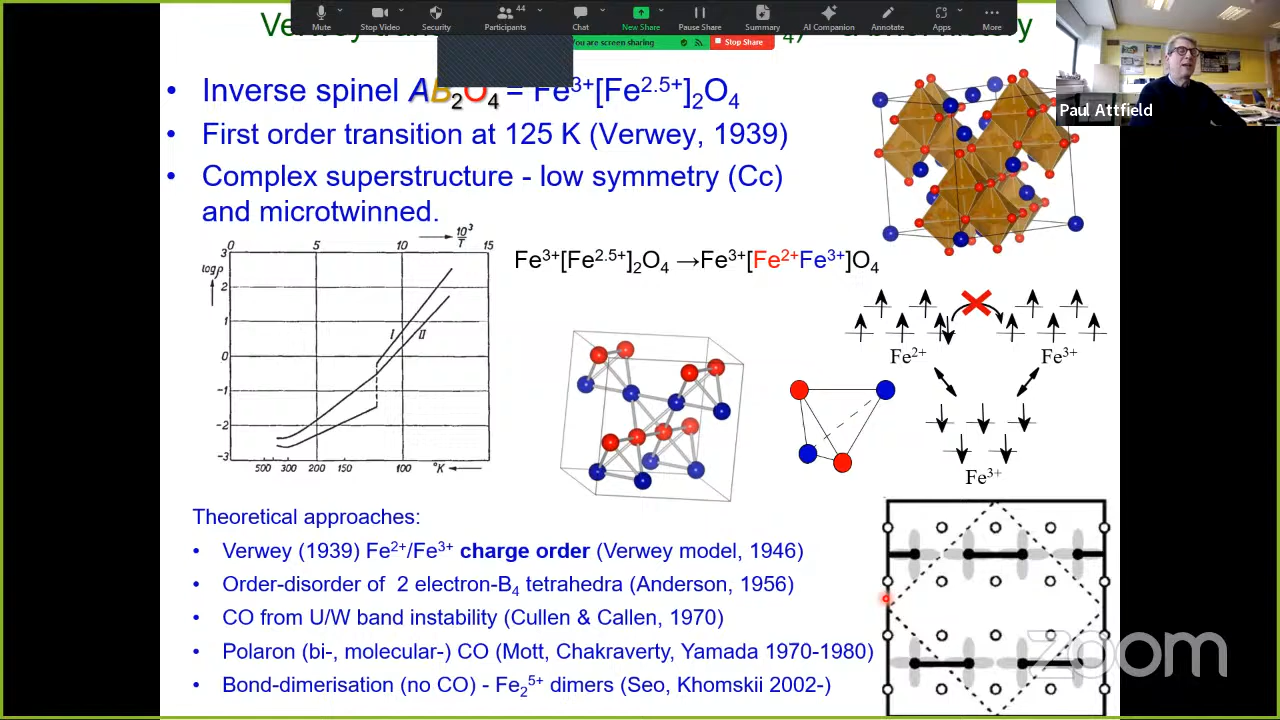 44
Mute
Stop Video
Security
Participants
Chat
New Share
Pause Share
Summary
AI Companion
Annotate
Apps
More
You are screen sharing
Stop Share
Paul Attfield
• Inverse spinel AB2O4 = Fe3+[Fe2.5+]2O4
• First order transition at 125 K (Verwey, 1939)
• Complex superstructure - low symmetry (Cc)
and microtwinned.
0 5 10 10³/T 15
logρ
3
2
1
0
-1
-2
-3
I
II
500 300 200 150 100 °K
Fe3+[Fe2.5+]2O4 →Fe3+[Fe2+Fe3+]O4
Fe2+
Fe3+
Fe3+
Theoretical approaches:
• Verwey (1939) Fe2+/Fe3+ charge order (Verwey model, 1946)
• Order-disorder of 2 electron-B4 tetrahedra (Anderson, 1956)
• CO from U/W band instability (Cullen & Callen, 1970)
• Polaron (bi-, molecular-) CO (Mott, Chakraverty, Yamada 1970-1980)
• Bond-dimerisation (no CO) - Fe2 5+ dimers (Seo, Khomskii 2002-)
zoom